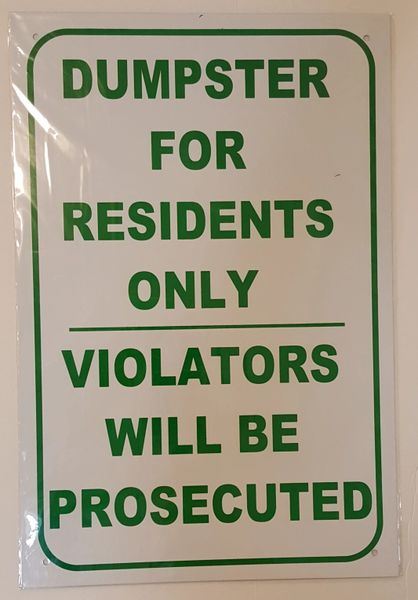 DUMPSTER
FOR
RESIDENTS
ONLY
VIOLATORS
WILL BE
PROSECUTED